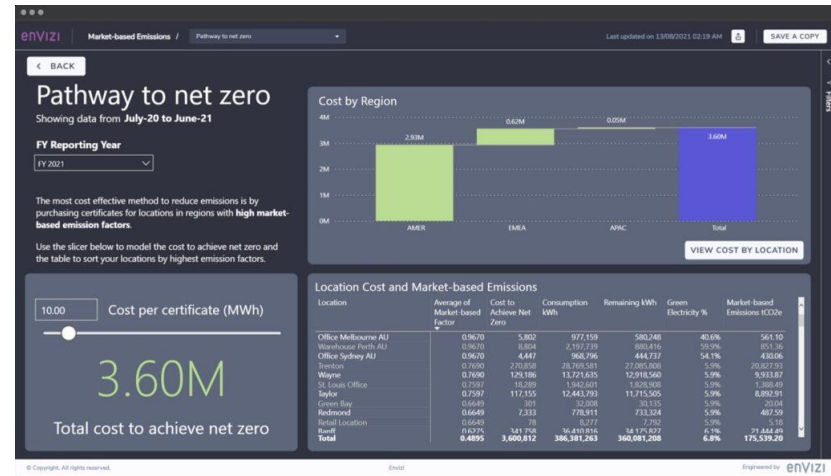 envizi
Market-based Emissions /
Pathway to net zero
Last updated on 13/08/2021 02:19 AM
SAVE A COPY
< BACK
Filters
Pathway to net zero
Showing data from July-20 to June-21
FY Reporting Year
FY 2021
The most cost effective method to reduce emissions is by
purchasing certificates for locations in regions with high market-
based emission factors.
Use the slicer below to model the cost to achieve net zero and
the table to sort your locations by highest emission factors.
Cost by Region
4M
3M
2M
1M
0M
2.93M
0.62M
0.05M
3.60M
AMER
EMEA
APAC
Total
VIEW COST BY LOCATION
10.00
Cost per certificate (MWh)
3.60M
Total cost to achieve net zero
Location Cost and Market-based Emissions
Location Average of Market-based Factor Cost to Achieve Net Zero Consumption kWh Remaining kWh Green Electricity % Market-based Emissions tCO2e
Office Melbourne AU 0.9670 5,802 977,159 580,248 40.6% 561.10
Warehouse Perth AU 0.9670 8,804 2,197,739 880,416 59.9% 851.36
Office Sydney AU 0.9670 4,447 968,796 444,737 54.1% 430.06
Trenton 0.7690 270,858 28,769,581 27,085,808 5.9% 20,827.93
Wayne 0.7690 129,186 13,721,635 12,918,560 5.9% 9,933.87
St. Louis Office 0.7597 18,289 1,942,601 1,828,908 5.9% 1,388.49
Taylor 0.7597 117,155 12,443,793 11,715,505 5.9% 8,892.91
Green Bay 0.6649 301 32,008 30,135 5.9% 20.04
Redmond 0.6649 7,333 778,911 733,324 5.9% 487.59
Retail Location 0.6649 78 8,277 7,792 5.9% 5.18
Banff 0.6275 341,758 36,410,816 34,175,822 6.1% 21,444.49
Total 0.4895 3,600,812 386,381,263 360,081,208 6.8% 175,539.20
© Copyright. All rights reserved.
Envizi
Engineered by envizi